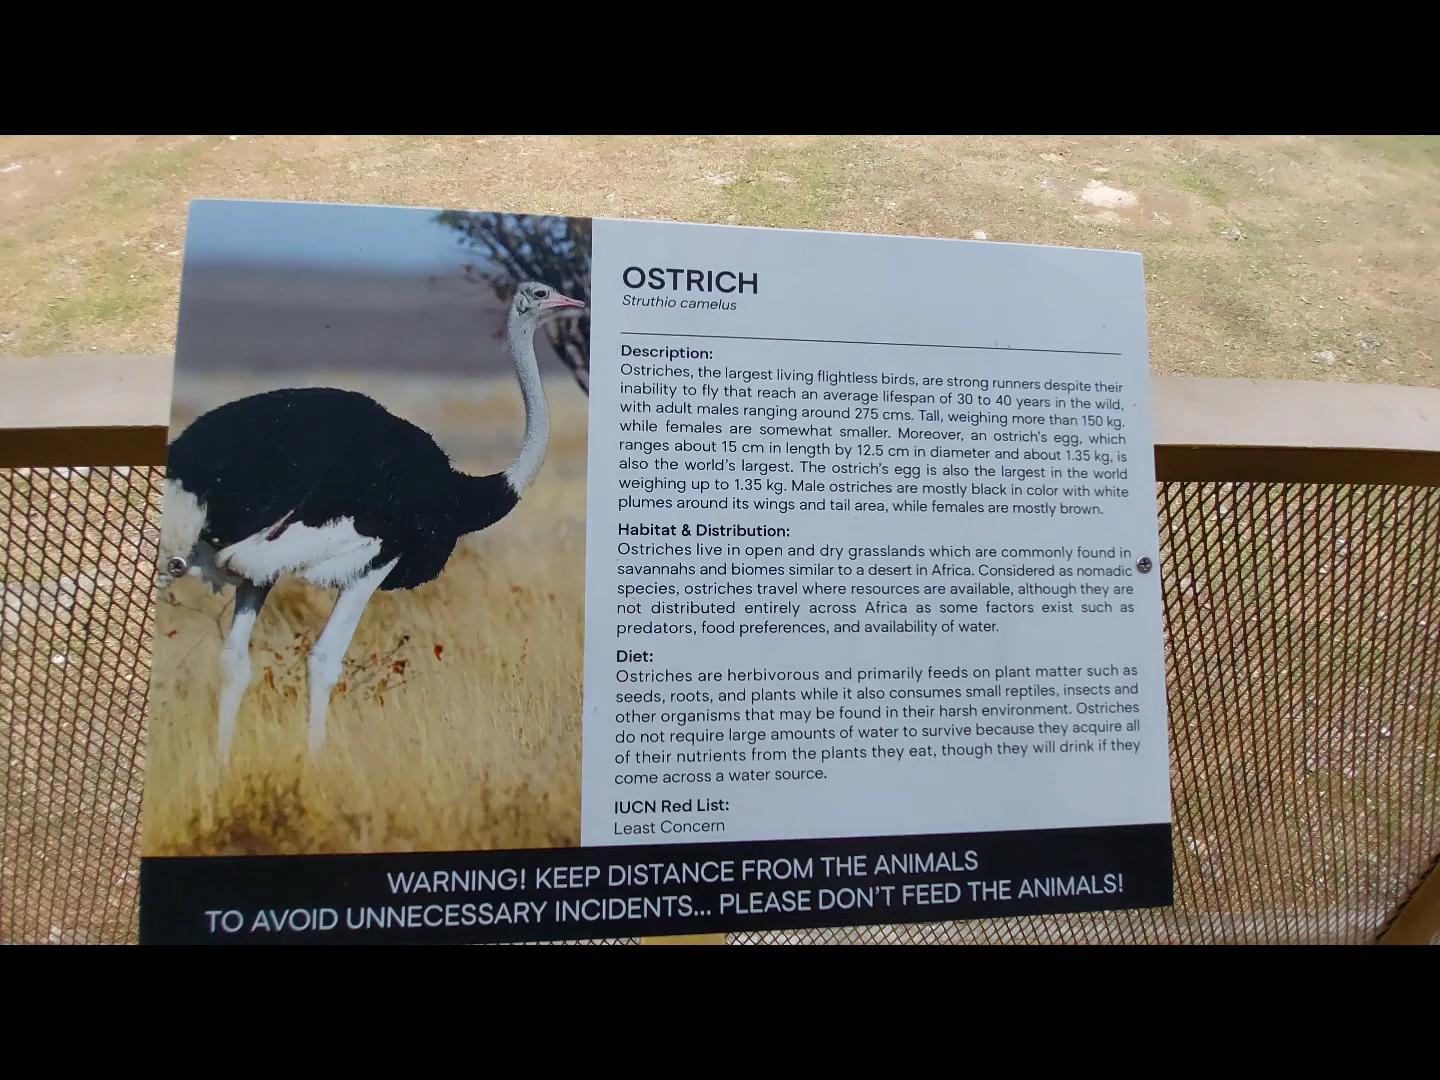 OSTRICH
Struthio camelus
Description:
Ostriches, the largest living flightless birds, are strong runners despite their
inability to fly that reach an average lifespan of 30 to 40 years in the wild,
with adult males ranging around 275 cms. Tall, weighing more than 150 kg.
while females are somewhat smaller. Moreover, an ostrich's egg, which
ranges about 15 cm in length by 12.5 cm in diameter and about 1.35 kg, is
also the world's largest. The ostrich's egg is also the largest in the world
weighing up to 1.35 kg. Male ostriches are mostly black in color with white
plumes around its wings and tail area, while females are mostly brown.
Habitat & Distribution:
Ostriches live in open and dry grasslands which are commonly found in
savannahs and biomes similar to a desert in Africa. Considered as nomadic
species, ostriches travel where resources are available, although they are
not distributed entirely across Africa as some factors exist such as
predators, food preferences, and availability of water.
Diet:
Ostriches are herbivorous and primarily feeds on plant matter such as
seeds, roots, and plants while it also consumes small reptiles, insects and
other organisms that may be found in their harsh environment. Ostriches
do not require large amounts of water to survive because they acquire all
of their nutrients from the plants they eat, though they will drink if they
come across a water source.
IUCN Red List:
Least Concern
WARNING! KEEP DISTANCE FROM THE ANIMALS
TO AVOID UNNECESSARY INCIDENTS... PLEASE DON'T FEED THE ANIMALS!